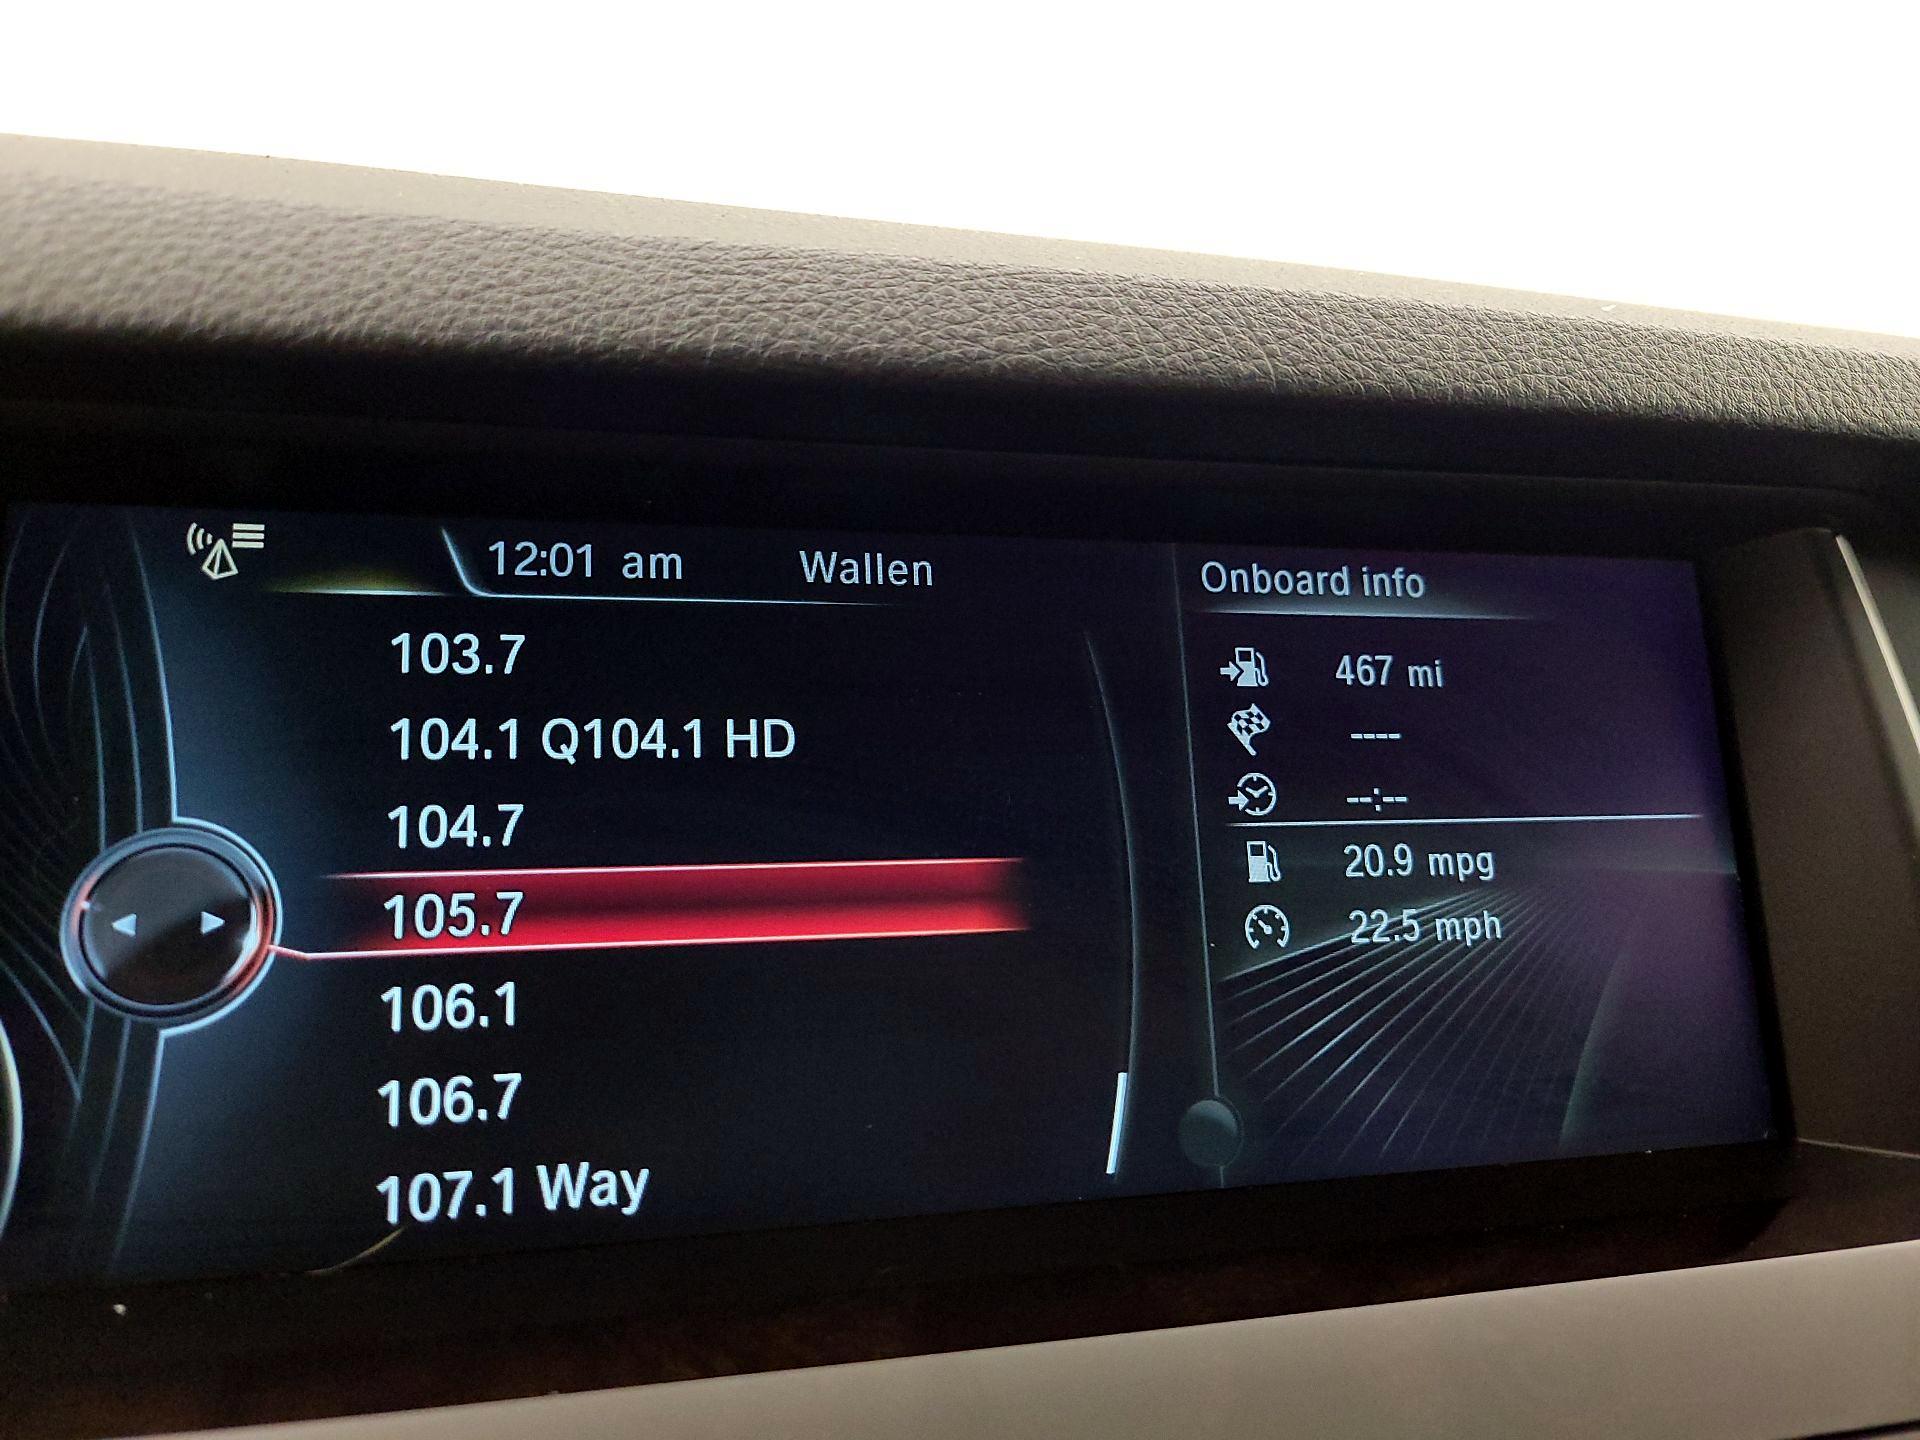 12:01 am Wallen
103.7
104.1 Q104.1 HD
104.7
105.7
106.1
106.7
107.1 Way
Onboard info
467 mi
----
--:--
20.9 mpg
22.5 mph